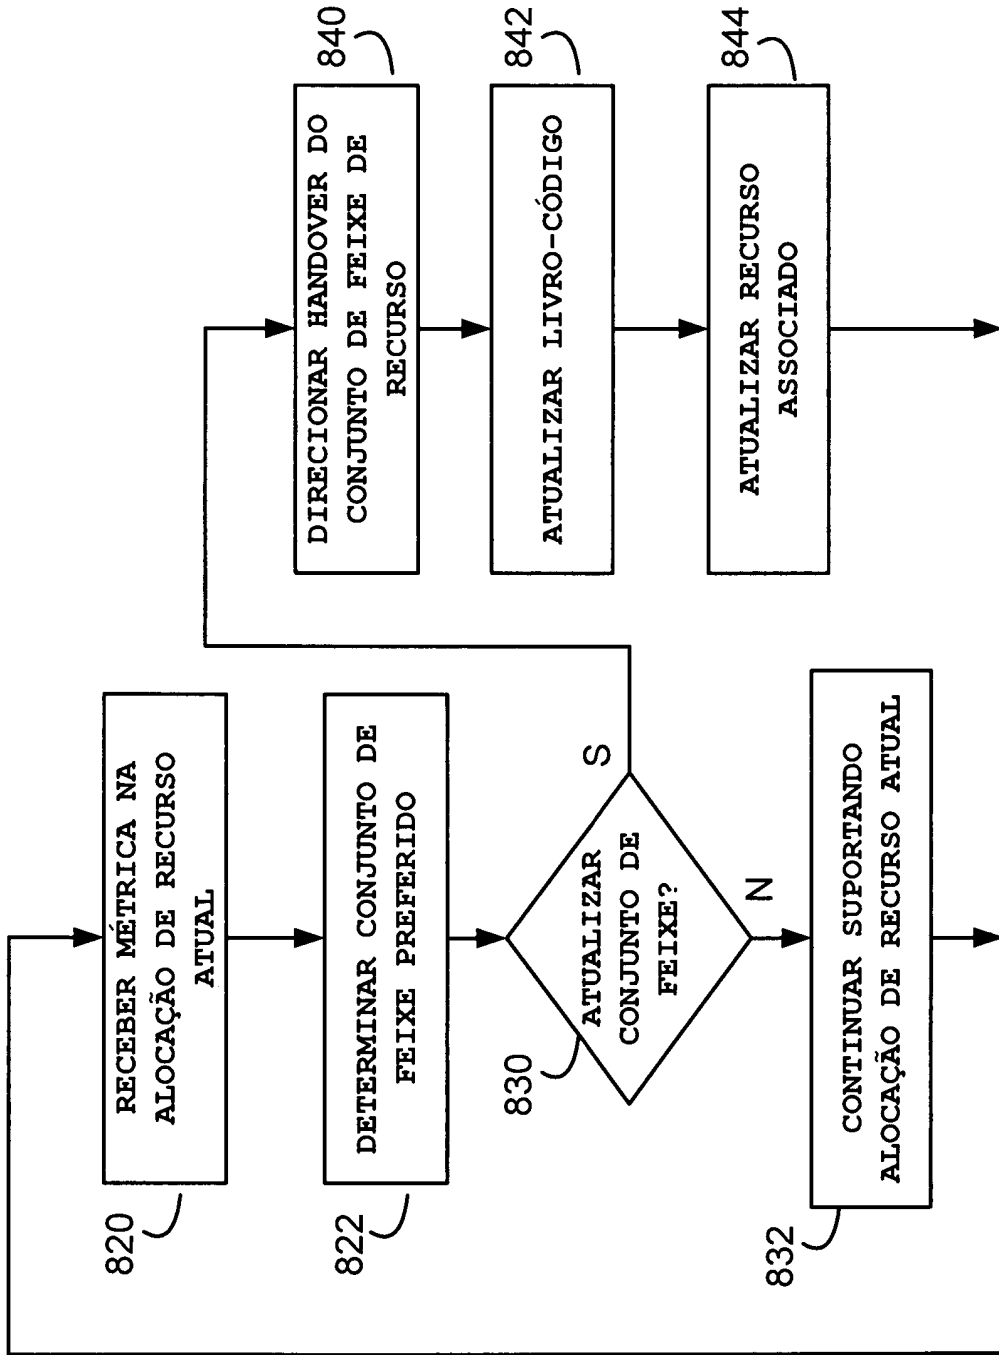 RECEBER MÉTRICA NA
ALOCAÇÃO DE RECURSO
ATUAL
820
DETERMINAR CONJUNTO DE
FEIXE PREFERIDO
822
ATUALIZAR
CONJUNTO DE
FEIXE?
830
S
N
CONTINUAR SUPORTANDO
ALOCAÇÃO DE RECURSO ATUAL
832
DIRECIONAR HANDOVER DO
CONJUNTO DE FEIXE DE
RECURSO
840
ATUALIZAR LIVRO-CÓDIGO
842
ATUALIZAR RECURSO
ASSOCIADO
844